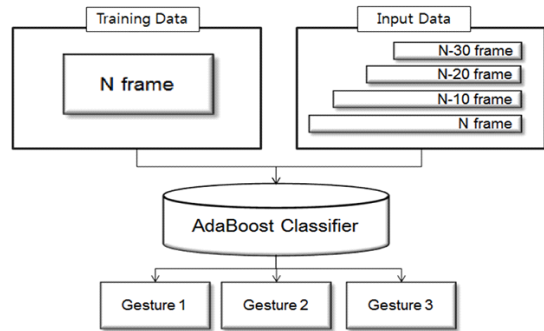 Training Data
N frame
Input Data
N-30 frame
N-20 frame
N-10 frame
N frame
AdaBoost Classifier
Gesture 1
Gesture 2
Gesture 3